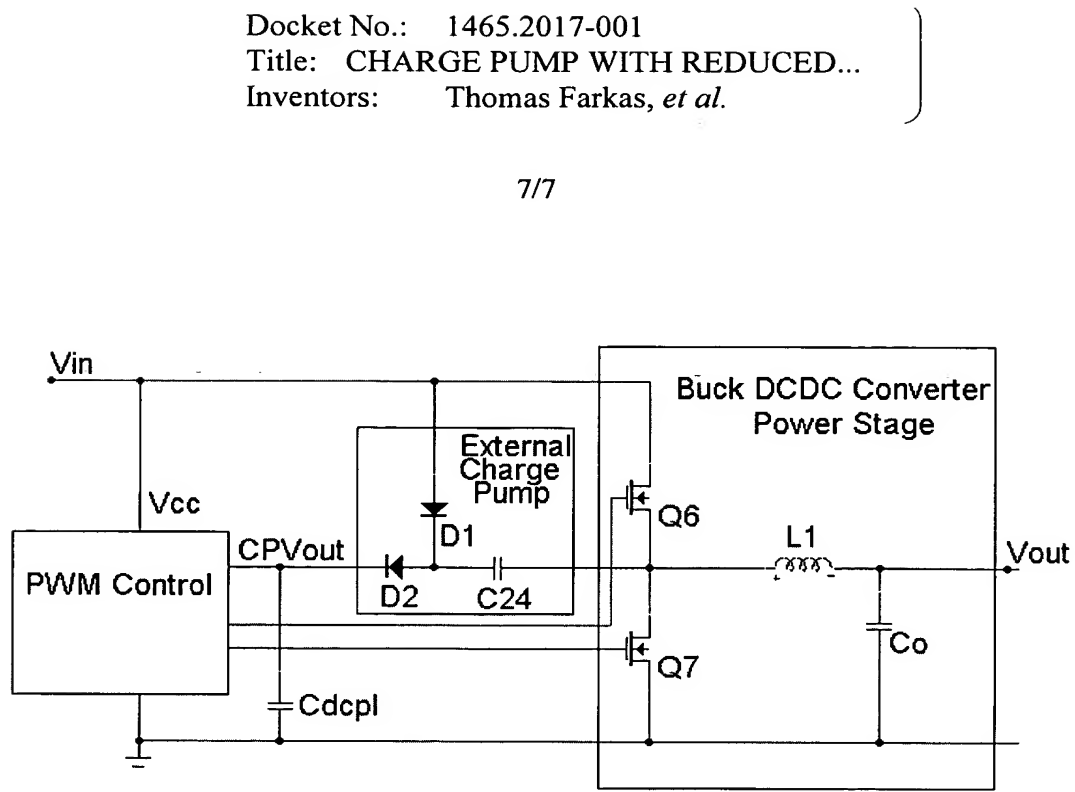 Docket No.: 1465.2017-001
Title: CHARGE PUMP WITH REDUCED...
Inventors: Thomas Farkas, et al.
7/7
Vin
Buck DCDC Converter
Power Stage
External
Charge
Pump
Vcc
Q6
D1
L1
CPVout
Vout
PWM Control
D2
C24
+
-
Co
Q7
Cdcpl